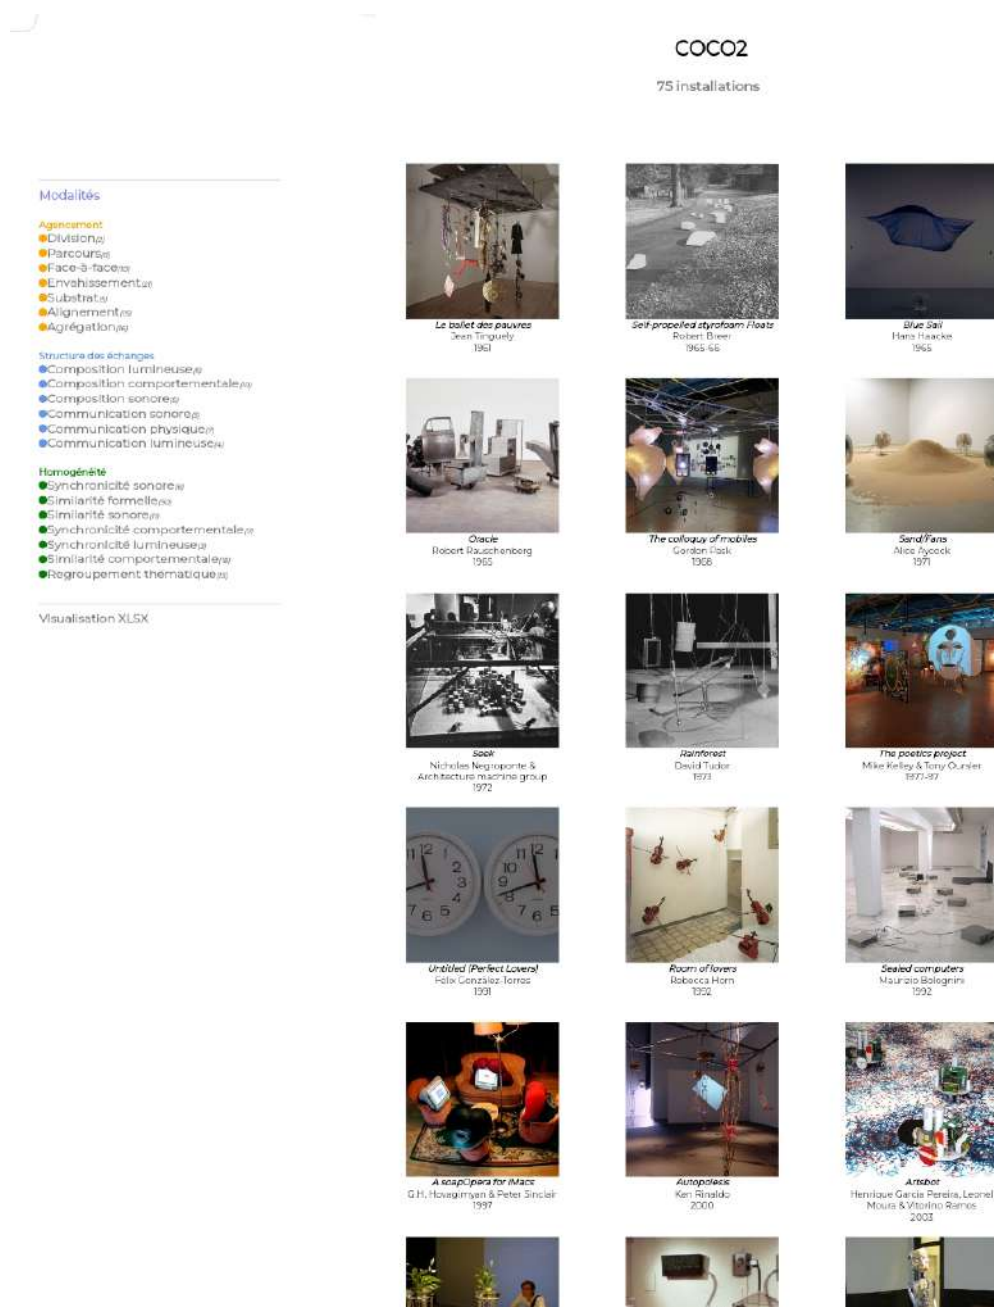 COCO2
75 installations
Modalités
Agencement
Division
Parcours
Face-à-face
Envahissement
Substrat
Alignement
Agrégation
Structure des échanges
Composition lumineuse
Composition comportementale
Composition sonore
Communication sonore
Communication physique
Communication lumineuse
Homogénéité
Synchronicité sonore
Similarité formelle
Similarité sonore
Synchronicité comportementale
Synchronicité lumineuse
Similarité comportementale
Regroupement thématique
Visualisation XLSX
Le ballet des pauvres
Jean Tinguely
1961
Self-propelled styrofoam Floats
Robert Breer
1965-66
Blue Sail
Hans Haacke
1965
Oracle
Robert Rauschenberg
1965
The colloquy of mobiles
Gordon Pask
1968
Sand/Fans
Alice Aycock
1971
Seek
Nicholas Negroponte &
Architecture machine group
1972
Rainforest
David Tudor
1973
The poetics project
Mike Kelley & Tony Oursler
1977-97
Untitled (Perfect Lovers)
Félix González-Torres
1991
Room of lovers
Rebecca Horn
1992
Sealed computers
Maurizio Bolognini
1992
A soapOpera for iMacs
G.H. Hovagimyan & Peter Sinclair
1997
Autopoiesis
Ken Rinaldo
2000
Artsbot
Henrique Garcia Pereira, Leonel
Moura & Vitorino Ramos
2003